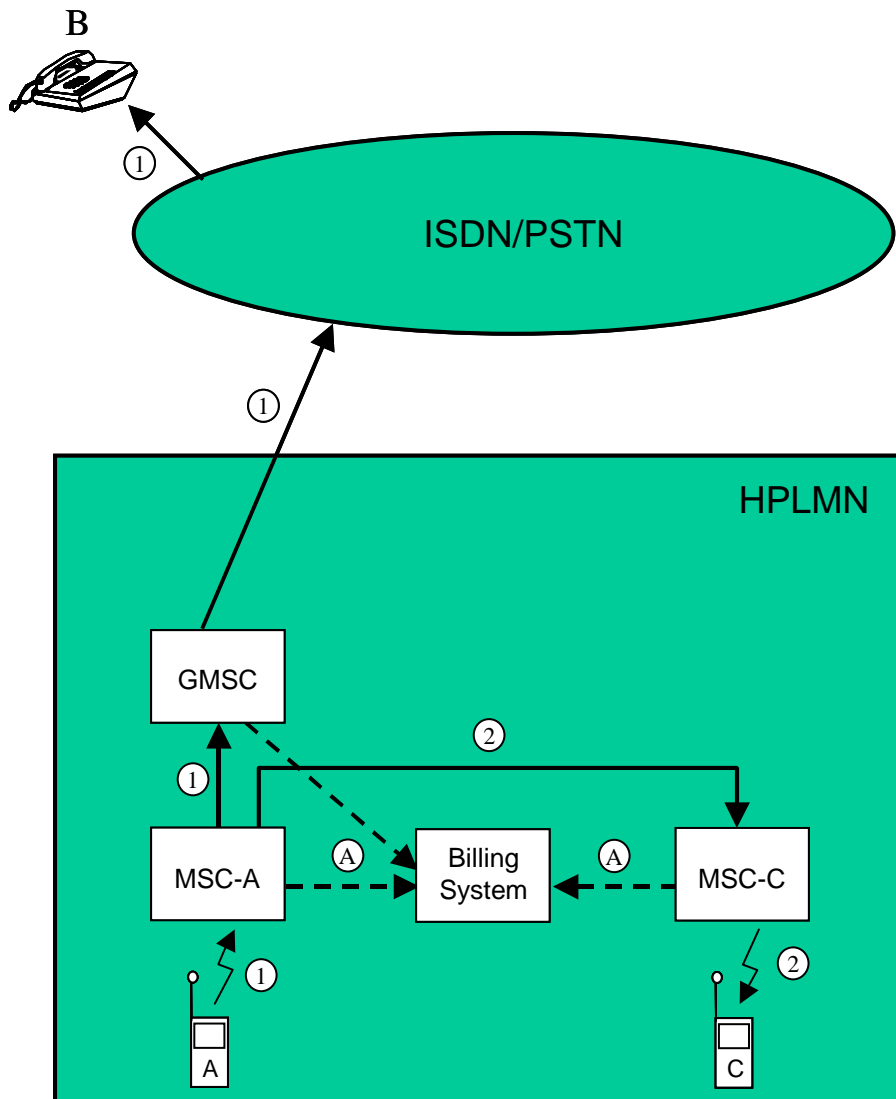 B
1
ISDN/PSTN
1
HPLMN
GMSC
2
1
MSC-A
A
Billing
System
A
MSC-C
1
2
A
C